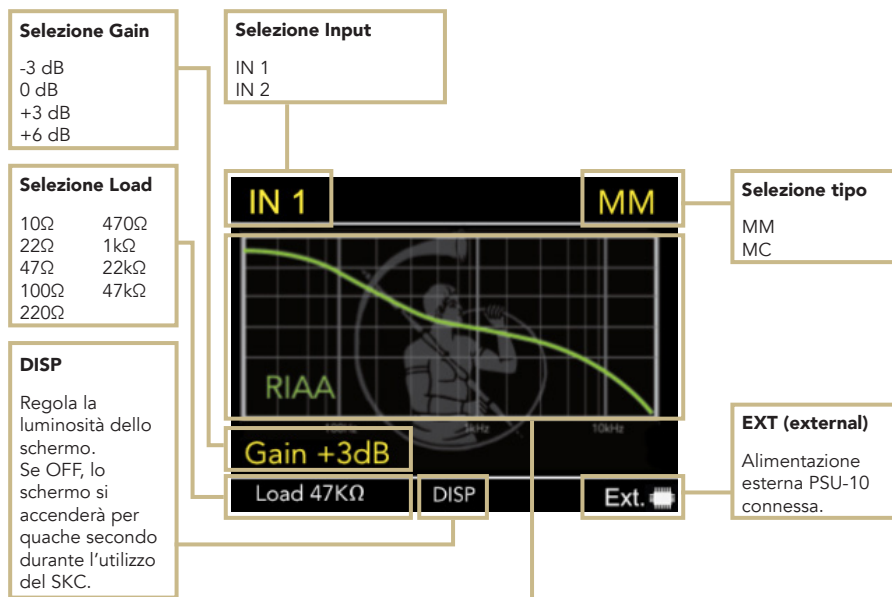 Selezione Gain
-3 dB
0 dB
+3 dB
+6 dB
Selezione Input
IN 1
IN 2
Selezione Load
10Ω 470Ω
22Ω 1kΩ
47Ω 22kΩ
100Ω 47kΩ
220Ω
IN 1
MM
Selezione tipo
MM
MC
RIAA
100Hz 1kHz 10kHz
Gain +3dB
Load 47KΩ
DISP
Ext.
DISP
Regola la
luminosità dello
schermo.
Se OFF, lo
schermo si
accenderà per
quache secondo
durante l'utilizzo
del SKC.
EXT (external)
Alimentazione
esterna PSU-10
connessa.